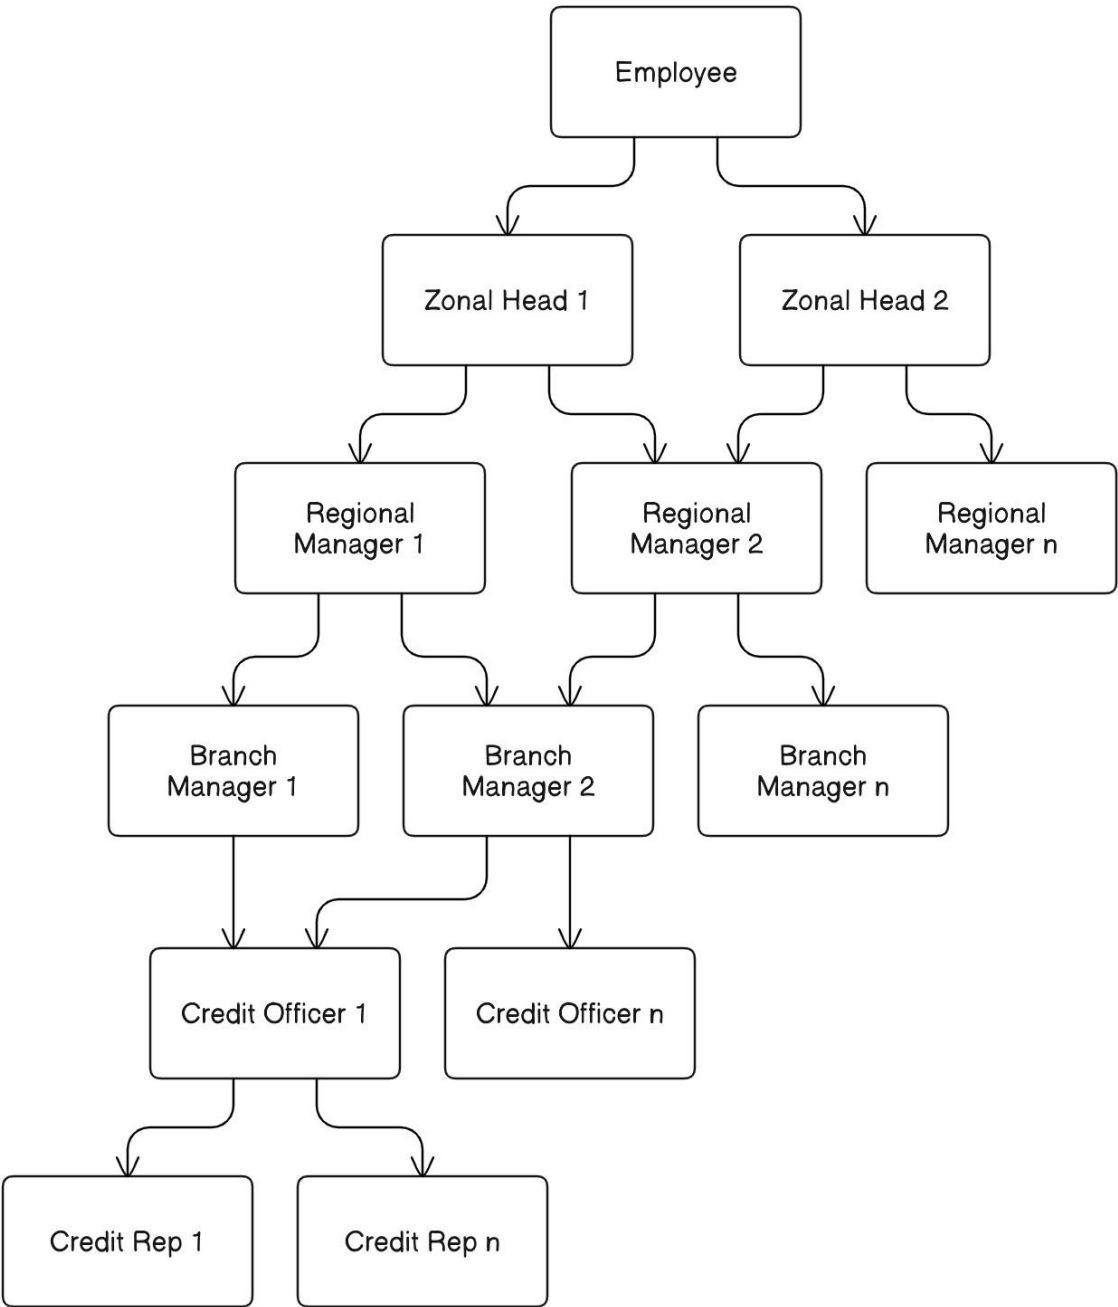 Employee
Zonal Head 1
Zonal Head 2
Regional
Manager 1
Regional
Manager 2
Regional
Manager n
Branch
Manager 1
Branch
Manager 2
Branch
Manager n
Credit Officer 1
Credit Officer n
Credit Rep 1
Credit Rep n